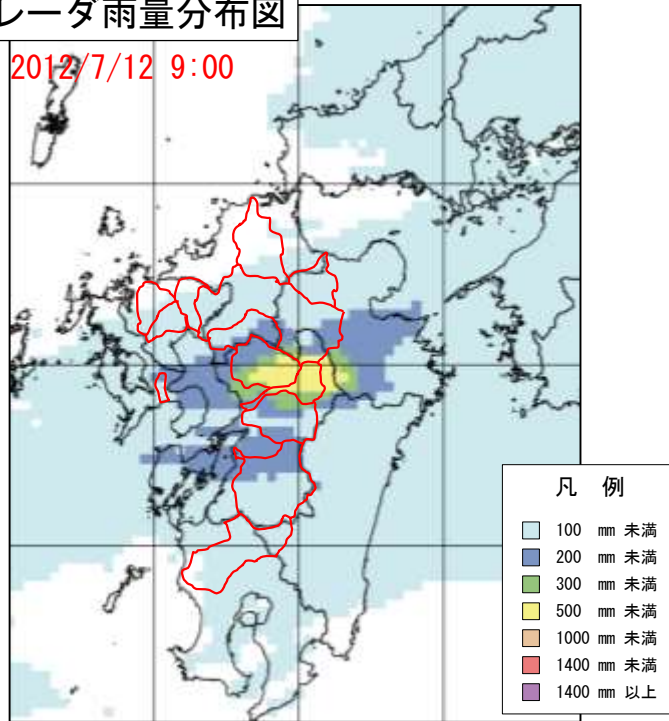 レーダ雨量分布図
2012/7/12 9:00
凡 例
100 mm 未満
200 mm 未満
300 mm 未満
500 mm 未満
1000 mm 未満
1400 mm 未満
1400 mm 以上